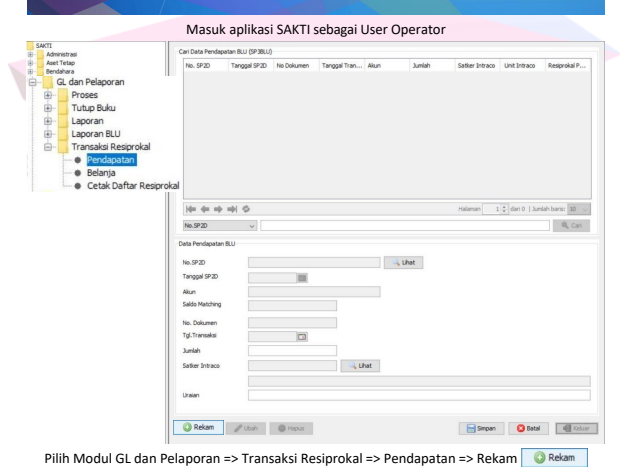 Masuk aplikasi SAKTI sebagai User Operator
SAKTI
Administrasi
Aset Tetap
Bendahara
GL dan Pelaporan
Proses
Tutup Buku
Laporan
Laporan BLU
Transaksi Resiprokal
Pendapatan
Belanja
Cetak Daftar Resiprokal
Cari Data Pendapatan BLU (SP3BLU)
No. SP2D Tanggal SP2D No Dokumen Tanggal Tran... Akun Jumlah Satker Intraco Unit Intraco Resiprokal P...
Halaman 1 dari 0 | Jumlah baris: 10
No.SP2D Cari
Data Pendapatan BLU
No.SP2D Lihat
Tanggal SP2D
Akun
Saldo Matching
No. Dokumen
Tgl.Transaksi
Jumlah
Satker Intraco Lihat
Uraian
Rekam Ubah Hapus Simpan Batal Keluar
Pilih Modul GL dan Pelaporan => Transaksi Resiprokal => Pendapatan => Rekam Rekam